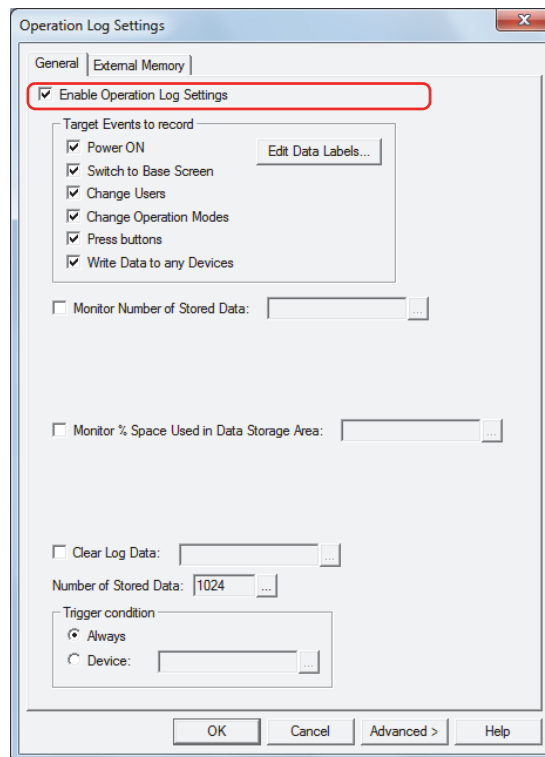 Operation Log Settings
General External Memory
Enable Operation Log Settings
Target Events to record
Power ON Edit Data Labels...
Switch to Base Screen
Change Users
Change Operation Modes
Press buttons
Write Data to any Devices
Monitor Number of Stored Data: ...
Monitor % Space Used in Data Storage Area: ...
Clear Log Data: ...
Number of Stored Data: 1024 ...
Trigger condition
Always
Device: ...
OK Cancel Advanced > Help